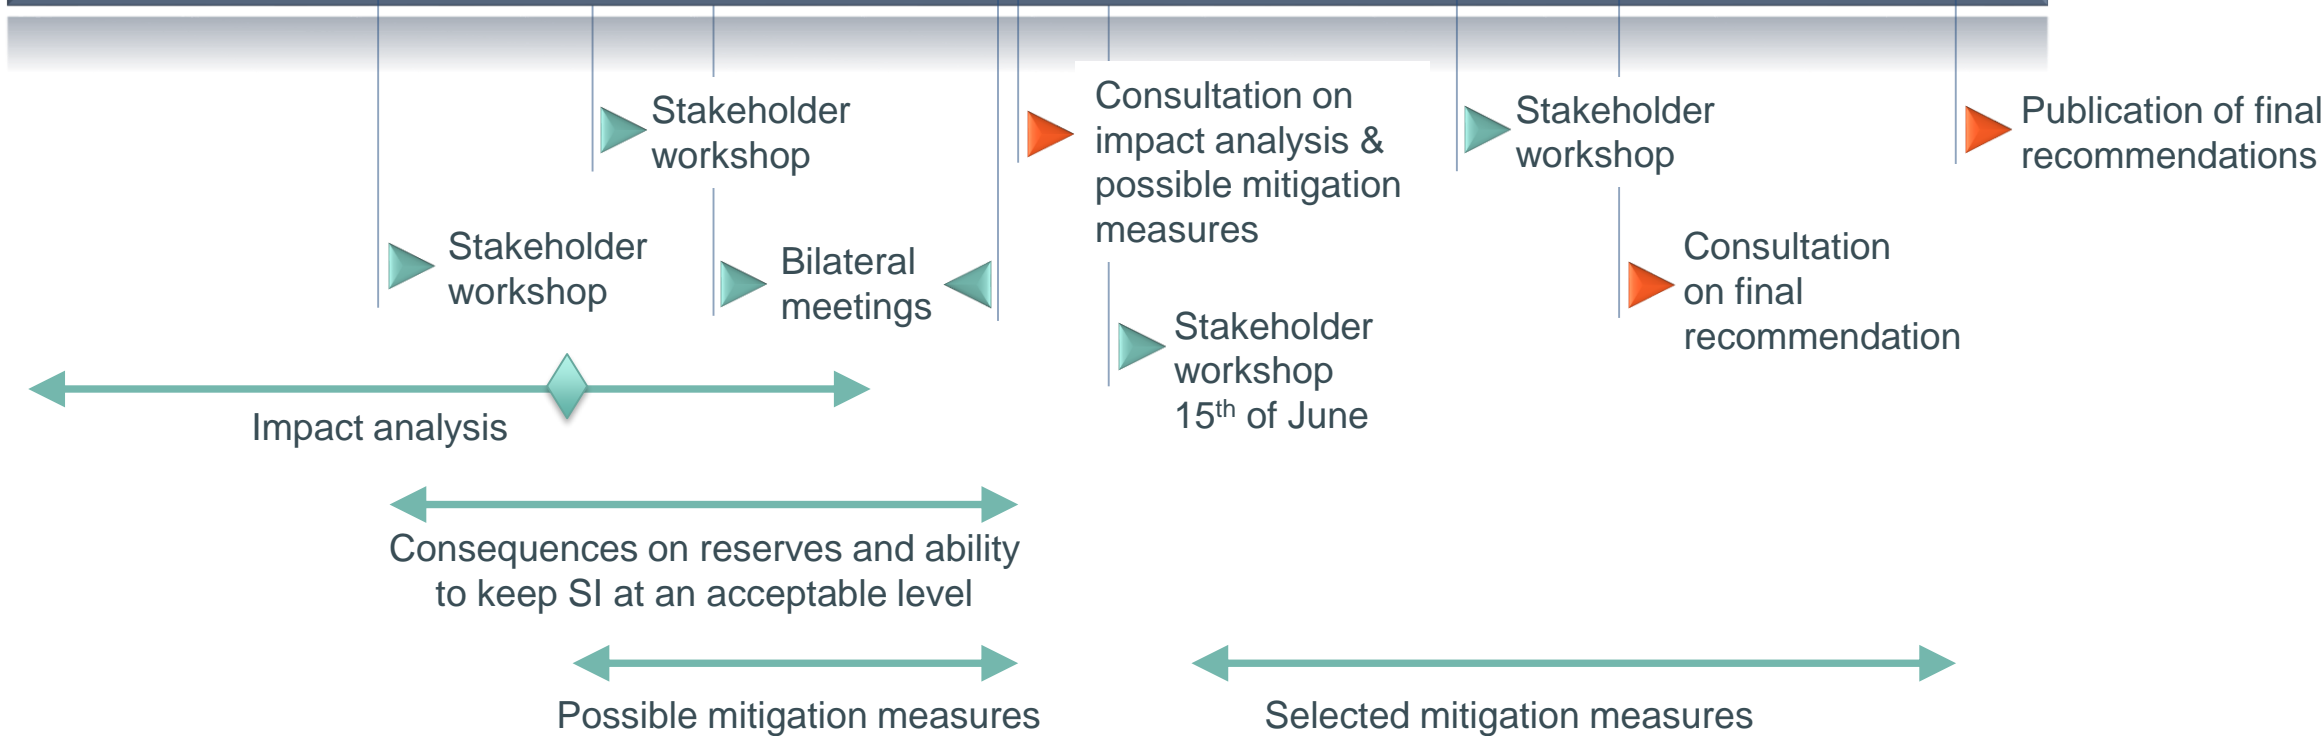 Stakeholder
workshop
Consultation on
impact analysis &
possible mitigation
measures
Stakeholder
workshop
Publication of final
recommendations
Stakeholder
workshop
Bilateral
meetings
Consultation
on final
recommendation
Stakeholder
workshop
15th of June
Impact analysis
Consequences on reserves and ability
to keep SI at an acceptable level
Possible mitigation measures
Selected mitigation measures